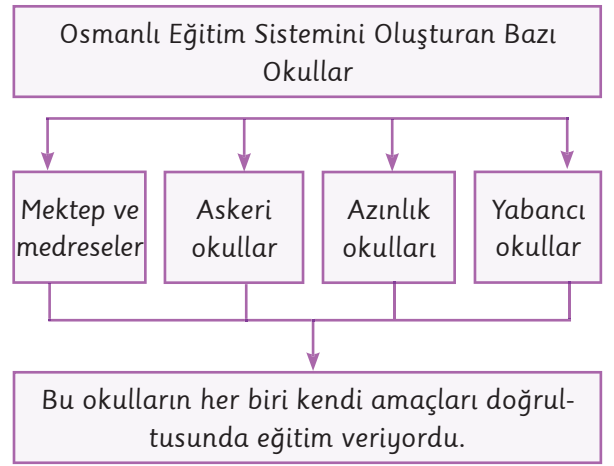 Osmanlı Eğitim Sistemini Oluşturan Bazı
Okullar
Mektep ve
medreseler
Askeri
okullar
Azınlık
okulları
Yabancı
okullar
Bu okulların her biri kendi amaçları doğrul-
tusunda eğitim veriyordu.